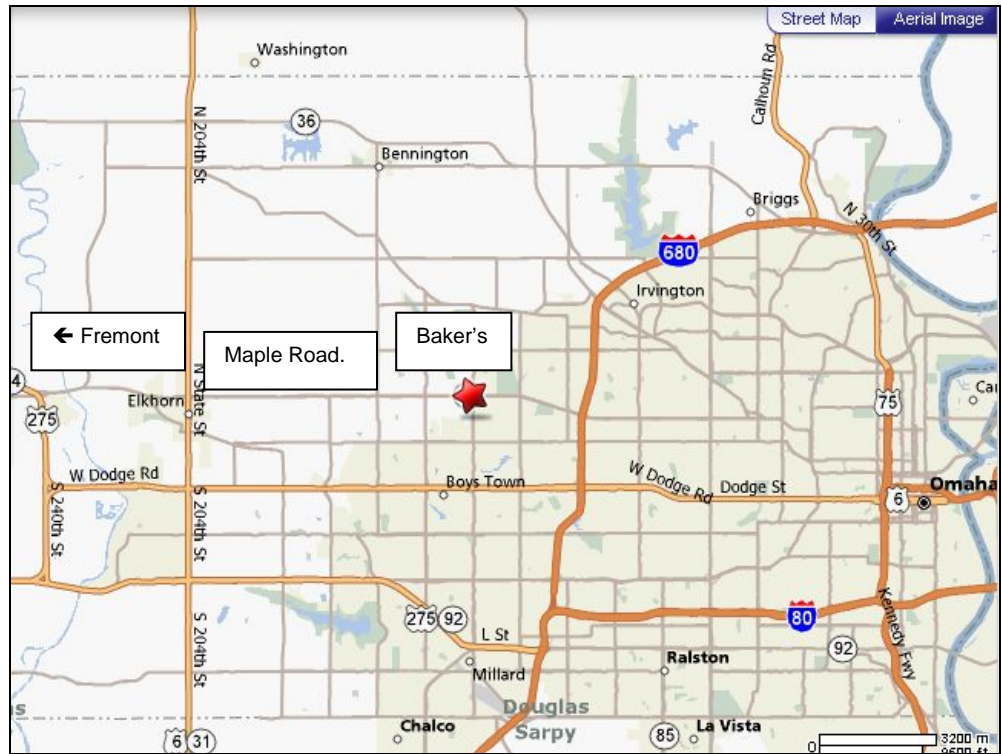 Street Map
Aerial Image
Washington
Calhoun Rd
N 204th St
36
Bennington
Briggs
N 30th St
680
Irvington
← Fremont
Maple Road.
Baker's
N State St
4
Elkhorn
275
75
Ca
W Dodge Rd
Boys Town
W Dodge Rd
Dodge St
6
Omaha
S 240th St
S 204th St
275
92
L St
80
Kennedy Fwy
S 204th St
92
Millard
Ralston
s
Douglas
Sarpy
6
31
Chalco
85
La Vista
0
3200 m
9600 ft